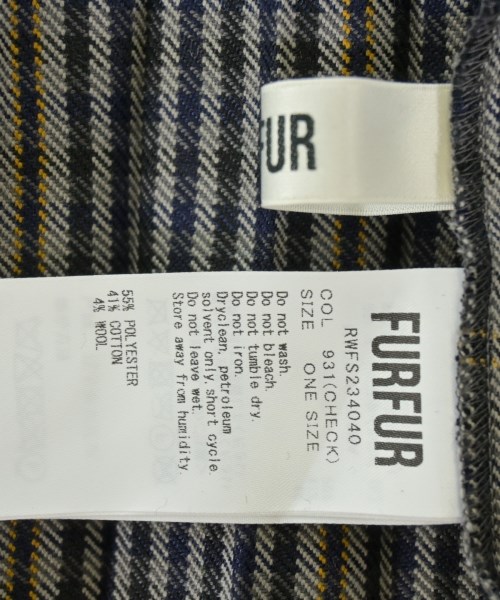 FUR
FURFUR
RWFS234040
COL 931(CHECK)
SIZE ONE SIZE
Do not wash.
Do not bleach.
Do not tumble dry.
Do not iron.
Dryclean, petroleum
solvent only, short cycle.
Do not leave wet.
Store away from humidity.
55% POLYESTER
41% COTTON
4% WOOL